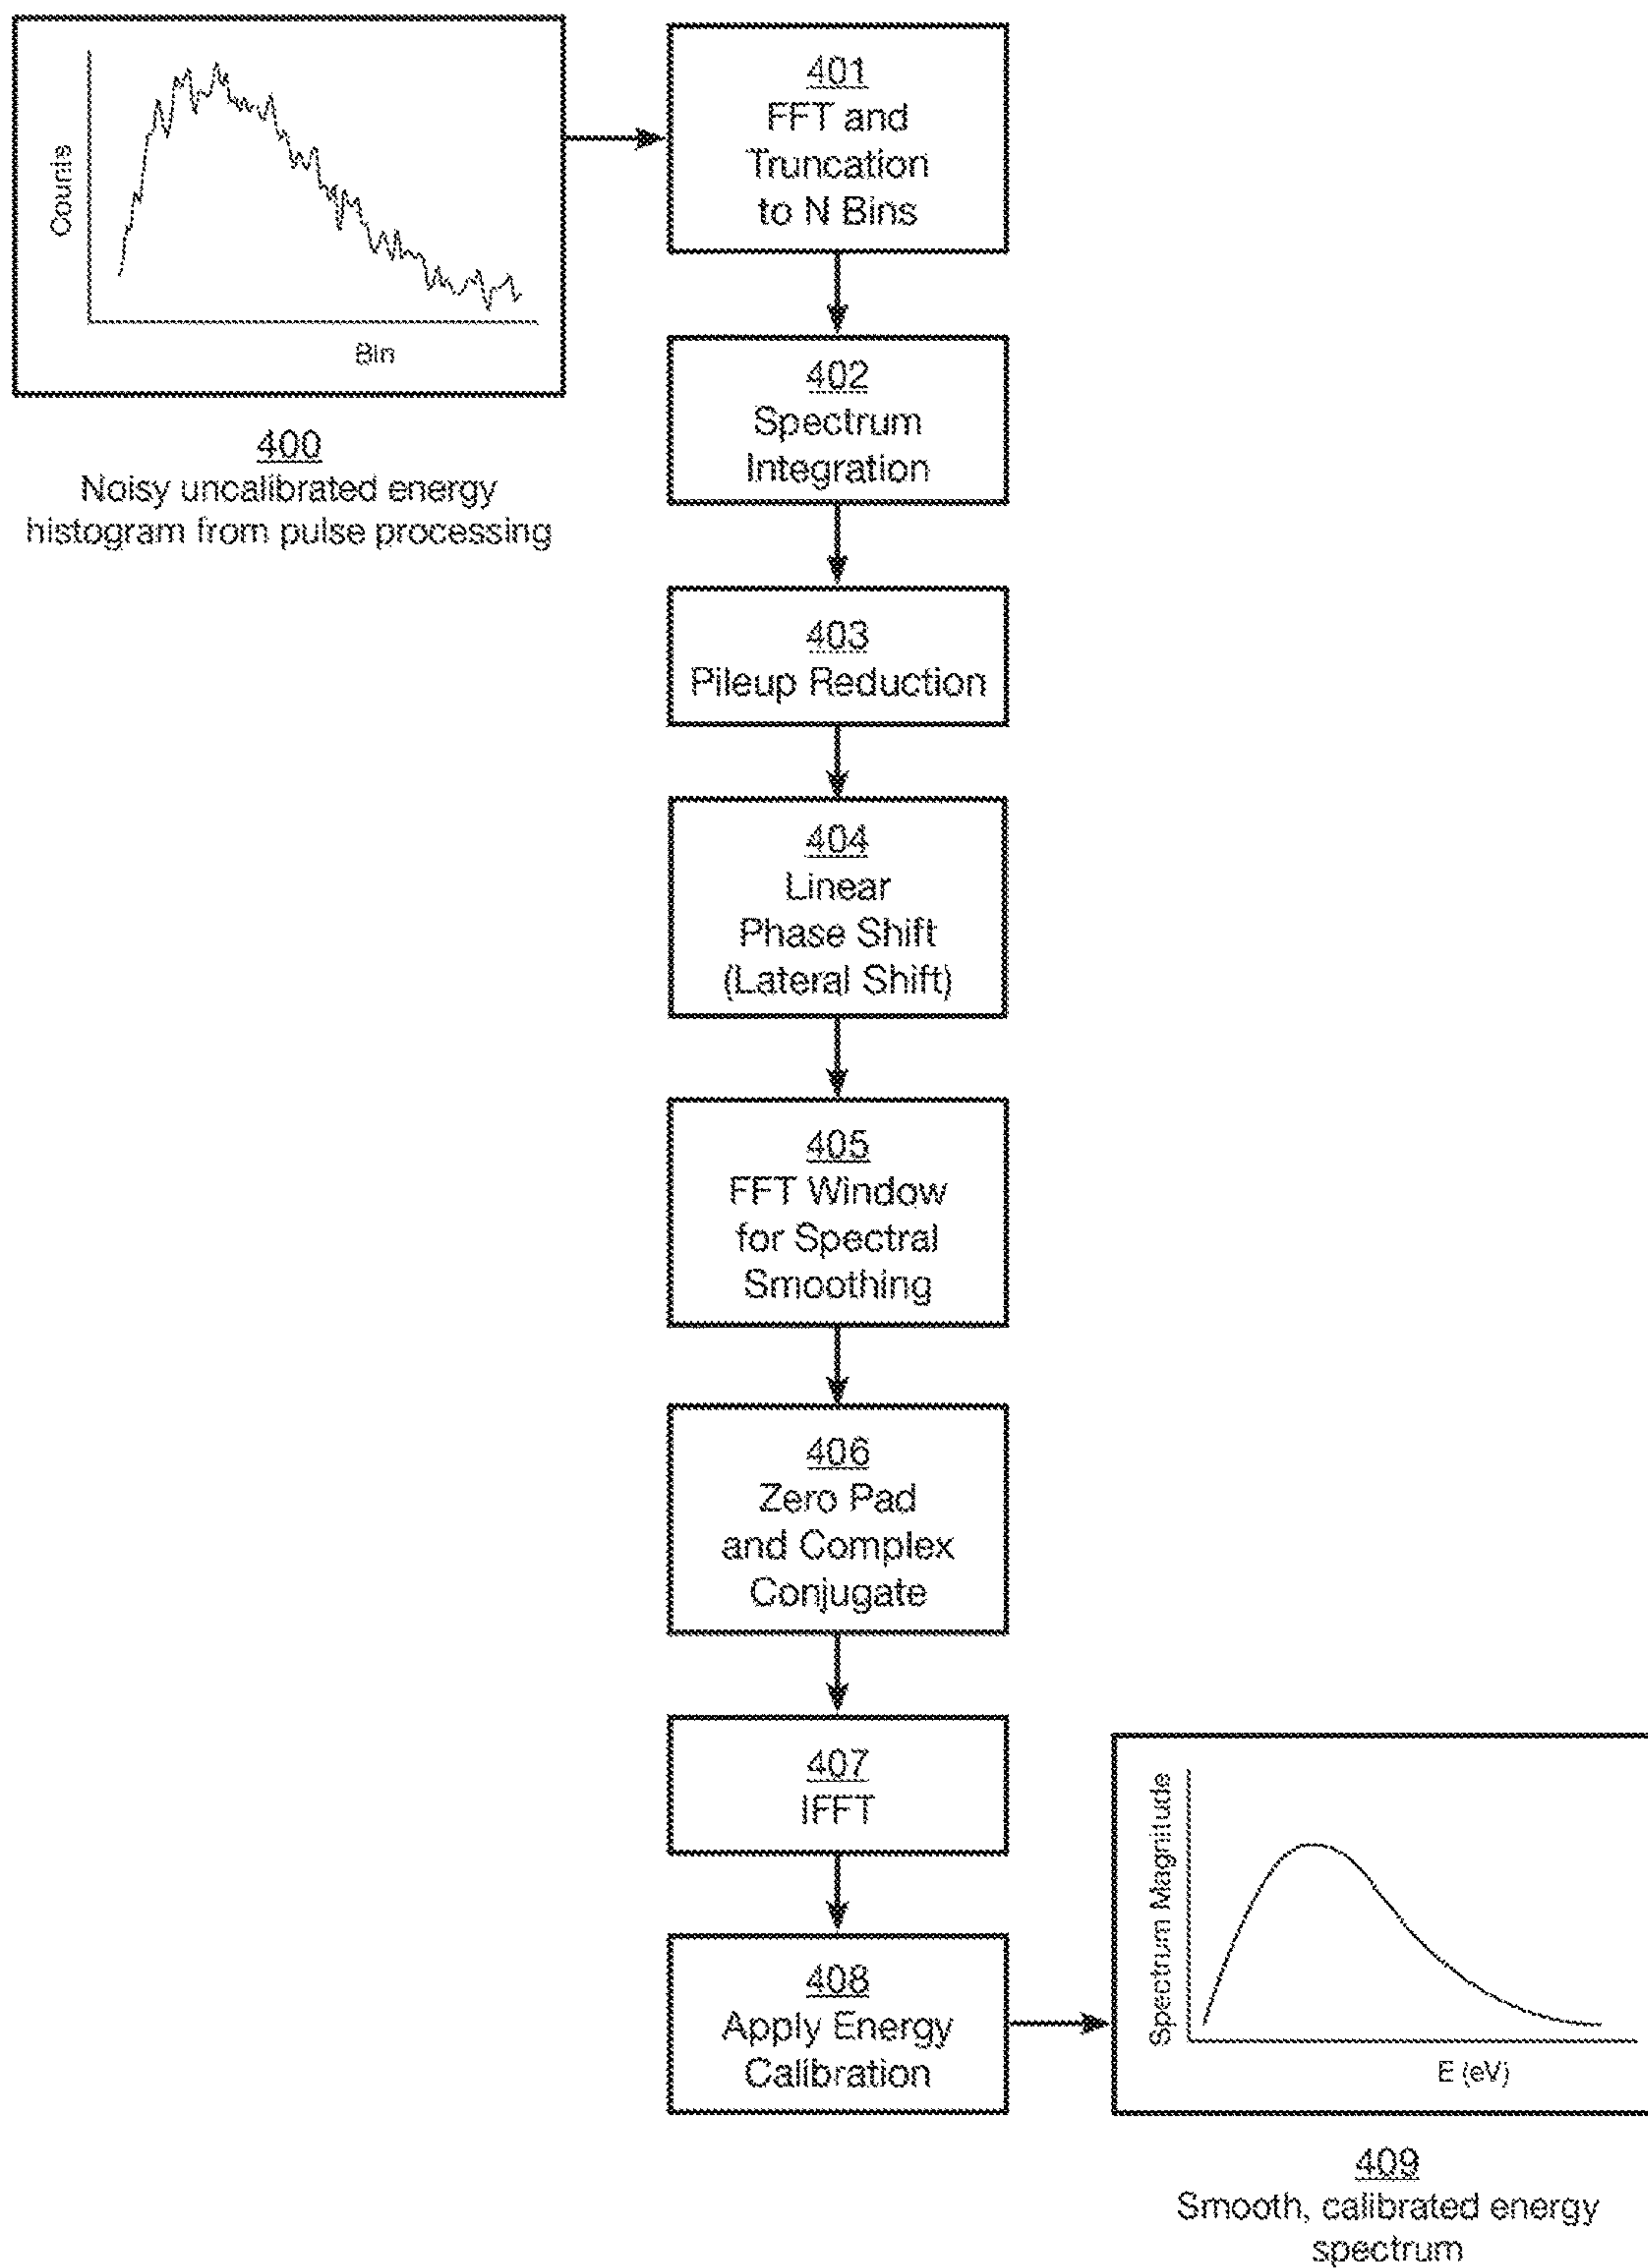 Counts
Bin
400
Noisy uncalibrated energy
histogram from pulse processing
401
FFT and
Truncation
to N Bins
402
Spectrum
Integration
403
Pileup Reduction
404
Linear
Phase Shift
(Lateral Shift)
405
FFT Window
for Spectral
Smoothing
406
Zero Pad
and Complex
Conjugate
407
IFFT
408
Apply Energy
Calibration
Spectrum Magnitude
E (eV)
409
Smooth, calibrated energy
spectrum